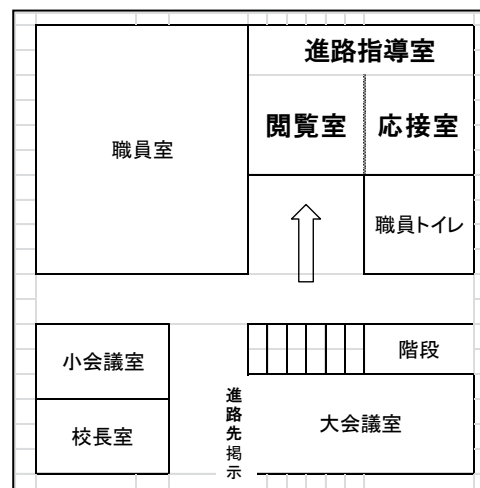 進路指導室
閲覧室
応接室
職員室
職員トイレ
小会議室
階段
校長室
進路先掲示
大会議室